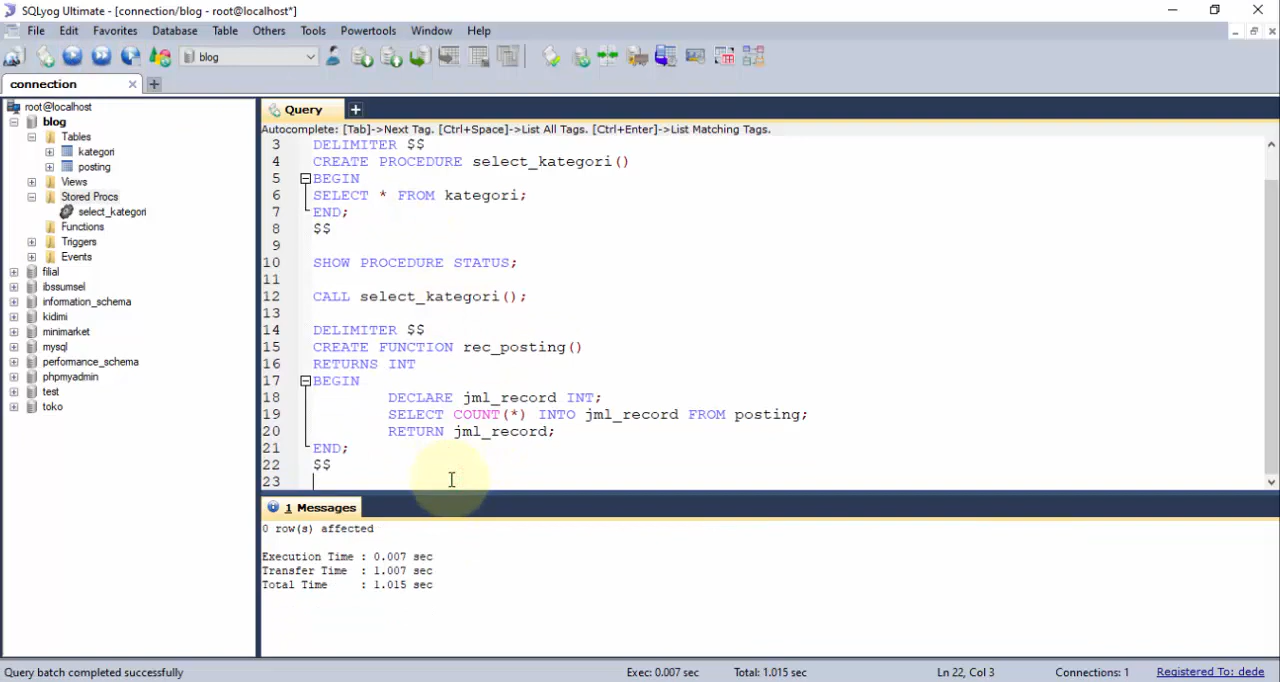 SQLyog Ultimate - [connection/blog - root@localhost*]
File Edit Favorites Database Table Others Tools Powertools Window Help
blog
connection
root@localhost
blog
Tables
kategori
posting
Views
Stored Procs
select_kategori
Functions
Triggers
Events
filial
ibssumsel
information_schema
kidimi
minimarket
mysql
performance_schema
phpmyadmin
test
toko
Query
Autocomplete: [Tab]->Next Tag. [Ctrl+Space]->List All Tags. [Ctrl+Enter]->List Matching Tags.
3 DELIMITER $$
4 CREATE PROCEDURE select_kategori()
5 BEGIN
6 SELECT * FROM kategori;
7 END;
8 $$
9
10 SHOW PROCEDURE STATUS;
11
12 CALL select_kategori();
13
14 DELIMITER $$
15 CREATE FUNCTION rec_posting()
16 RETURNS INT
17 BEGIN
18 DECLARE jml_record INT;
19 SELECT COUNT(*) INTO jml_record FROM posting;
20 RETURN jml_record;
21 END;
22 $$
23
1 Messages
0 row(s) affected
Execution Time : 0.007 sec
Transfer Time : 1.007 sec
Total Time : 1.015 sec
Query batch completed successfully
Exec: 0.007 sec
Total: 1.015 sec
Ln 22, Col 3
Connections: 1
Registered To: dede